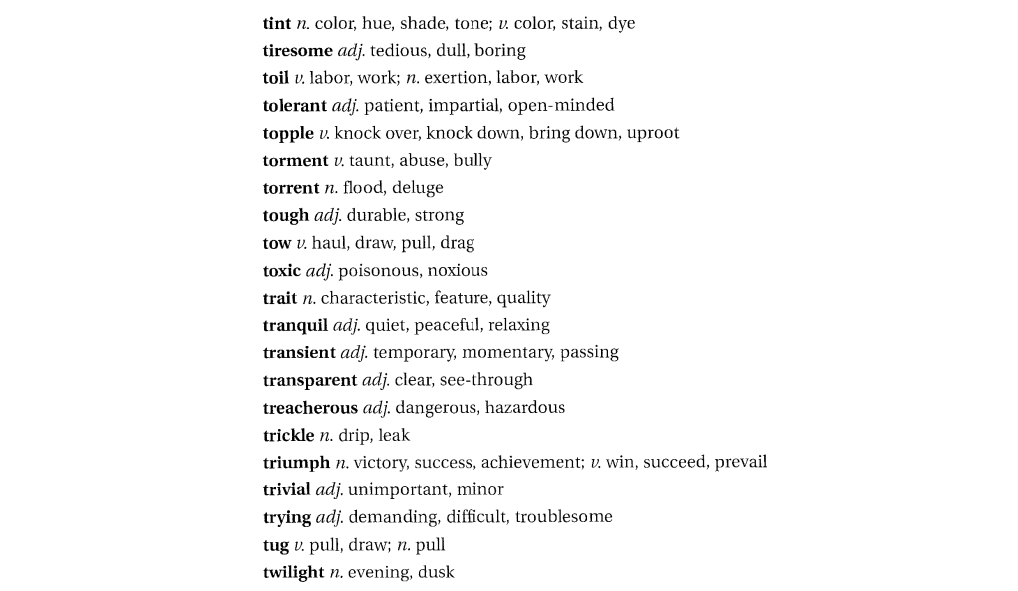 tint n. color, hue, shade, tone; v. color, stain, dye
tiresome adj. tedious, dull, boring
toil v. labor, work; n. exertion, labor, work
tolerant adj. patient, impartial, open-minded
topple v. knock over, knock down, bring down, uproot
torment v. taunt, abuse, bully
torrent n. flood, deluge
tough adj. durable, strong
tow v. haul, draw, pull, drag
toxic adj. poisonous, noxious
trait n. characteristic, feature, quality
tranquil adj. quiet, peaceful, relaxing
transient adj. temporary, momentary, passing
transparent adj. clear, see-through
treacherous adj. dangerous, hazardous
trickle n. drip, leak
triumph n. victory, success, achievement; v. win, succeed, prevail
trivial adj. unimportant, minor
trying adj. demanding, difficult, troublesome
tug v. pull, draw; n. pull
twilight n. evening, dusk